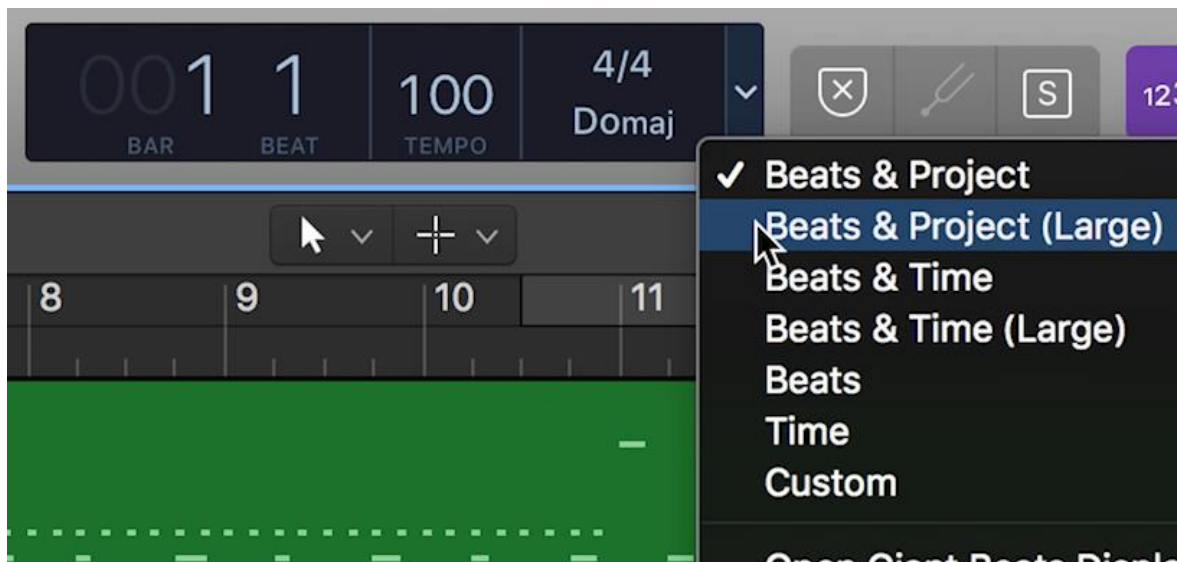 001 1
BAR BEAT
100
TEMPO
4/4
Domaj
S
123
✓ Beats & Project
Beats & Project (Large)
Beats & Time
Beats & Time (Large)
Beats
Time
Custom
8 9 10 11